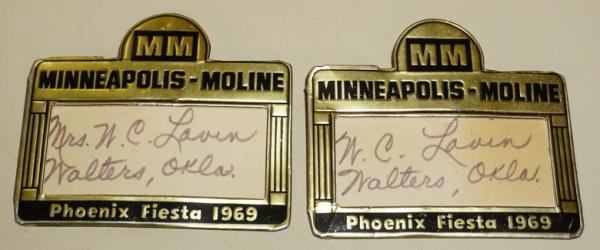 MM
MINNEAPOLIS-MOLINE
Mrs. W. C. Lavin
Walters, Okla.
Phoenix Fiesta 1969
MM
MINNEAPOLIS-MOLINE
W. C. Lavin
Walters, Okla.
Phoenix Fiesta 1969